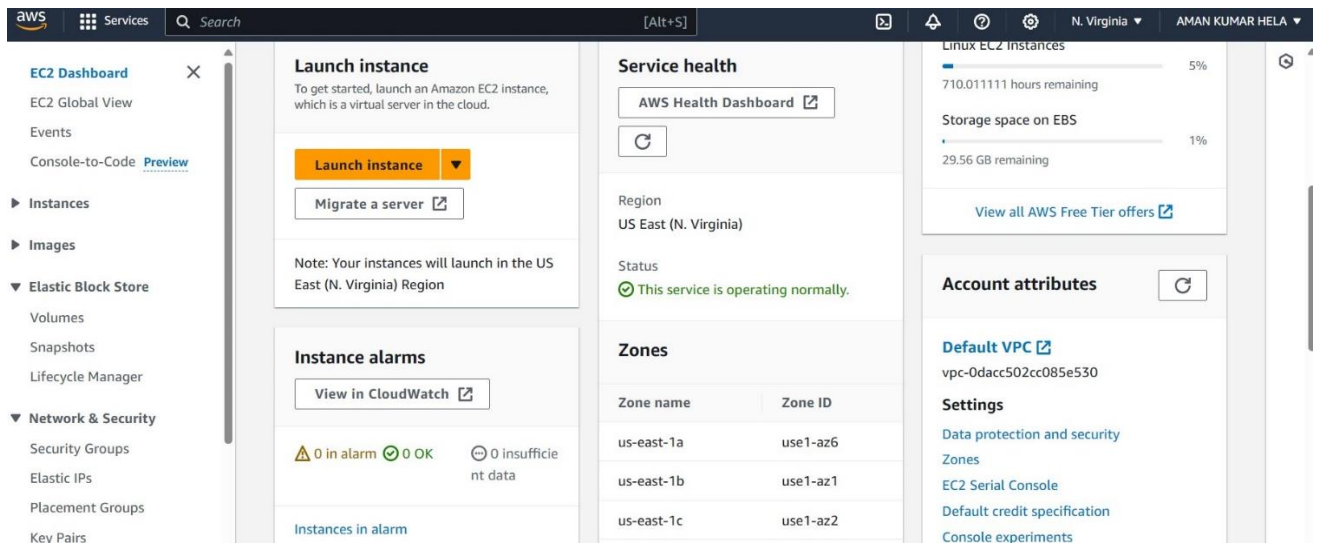 aws
Services
Search
[Alt+S]
N. Virginia ▼
AMAN KUMAR HELA ▼
EC2 Dashboard
EC2 Global View
Events
Console-to-Code Preview
Instances
Images
Elastic Block Store
Volumes
Snapshots
Lifecycle Manager
Network & Security
Security Groups
Elastic IPs
Placement Groups
Key Pairs
Launch instance
To get started, launch an Amazon EC2 instance,
which is a virtual server in the cloud.
Launch instance
Migrate a server
Note: Your instances will launch in the US
East (N. Virginia) Region
Instance alarms
View in CloudWatch
0 in alarm 0 OK
0 insufficie
nt data
Instances in alarm
Service health
AWS Health Dashboard
Region
US East (N. Virginia)
Status
This service is operating normally.
Zones
Zone name Zone ID
us-east-1a use1-az6
us-east-1b use1-az1
us-east-1c use1-az2
Linux EC2 Instances
5%
710.011111 hours remaining
Storage space on EBS
1%
29.56 GB remaining
View all AWS Free Tier offers
Account attributes
Default VPC
vpc-0dacc502cc085e530
Settings
Data protection and security
Zones
EC2 Serial Console
Default credit specification
Console experiments